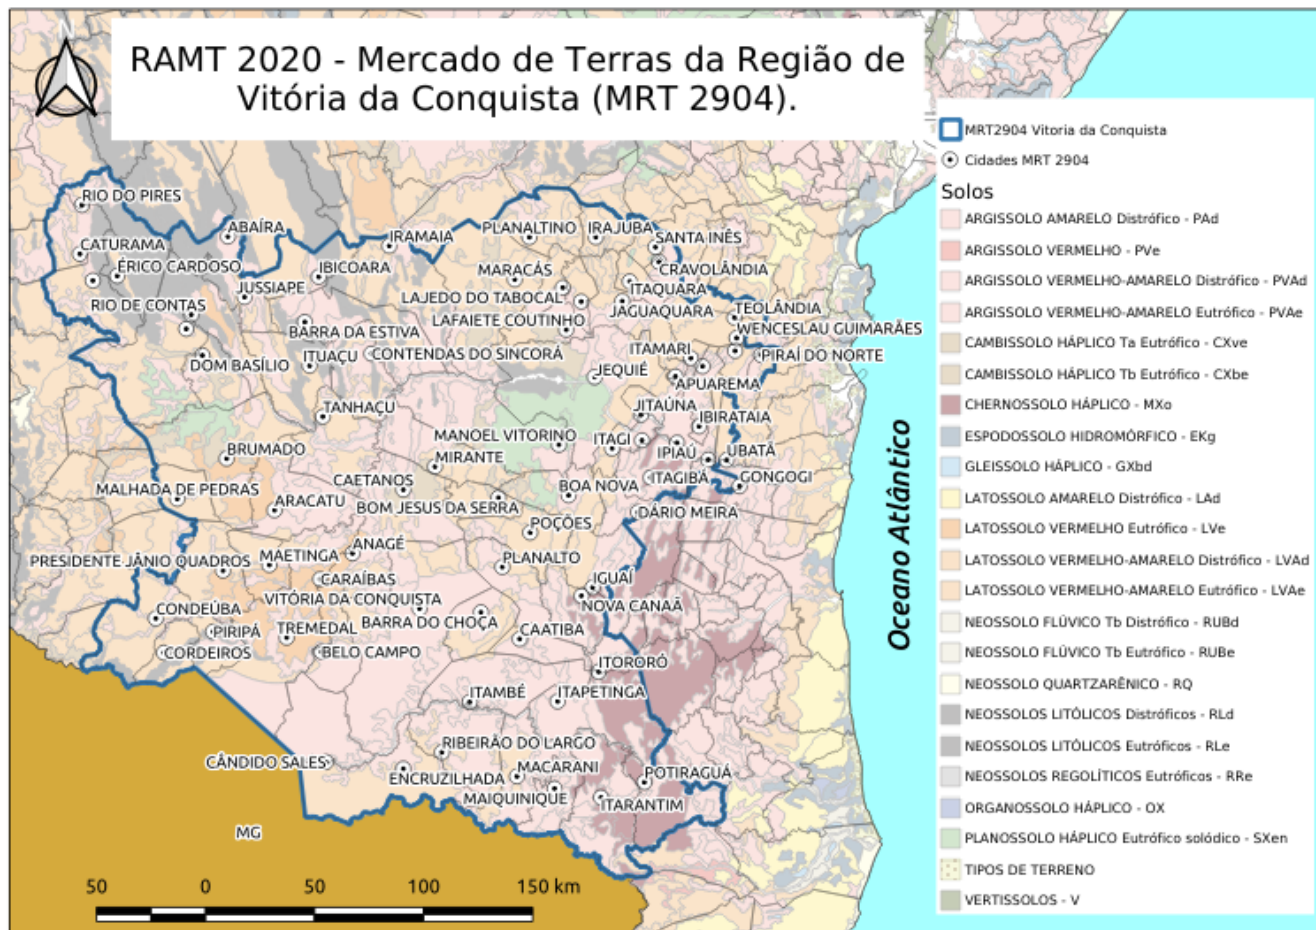 N
RAMT 2020 - Mercado de Terras da Região de
Vitória da Conquista (MRT 2904).
MRT2904 Vitoria da Conquista
Cidades MRT 2904
Solos
ARGISSOLO AMARELO Distrófico - PAd
ARGISSOLO VERMELHO - PVe
ARGISSOLO VERMELHO-AMARELO Distrófico - PVAd
ARGISSOLO VERMELHO-AMARELO Eutrófico - PVAe
CAMBISSOLO HÁPLICO Ta Eutrófico - CXve
CAMBISSOLO HÁPLICO Tb Eutrófico - CXbe
CHERNOSSOLO HÁPLICO - MXo
ESPODOSSOLO HIDROMÓRFICO - EKg
GLEISSOLO HÁPLICO - GXbd
LATOSSOLO AMARELO Distrófico - LAd
LATOSSOLO VERMELHO Eutrófico - LVe
LATOSSOLO VERMELHO-AMARELO Distrófico - LVAd
LATOSSOLO VERMELHO-AMARELO Eutrófico - LVAe
NEOSSOLO FLÚVICO Tb Distrófico - RUBd
NEOSSOLO FLÚVICO Tb Eutrófico - RUBe
NEOSSOLO QUARTZARÊNICO - RQ
NEOSSOLOS LITÓLICOS Distróficos - RLd
NEOSSOLOS LITÓLICOS Eutróficos - RLe
NEOSSOLOS REGOLÍTICOS Eutróficos - RRe
ORGANOSSOLO HÁPLICO - OX
PLANOSSOLO HÁPLICO Eutrófico solódico - SXen
TIPOS DE TERRENO
VERTISSOLOS - V
RIO DO PIRES
ABAÍRA
IRAMAIA
PLANALTINO
IRAJUBA
SANTA INÊS
CATURAMA
ÉRICO CARDOSO
IBICOARA
MARACÁS
CRAVOLÂNDIA
JUSSIAPE
ITAQUARA
LAJEDO DO TABOCAL
RIO DE CONTAS
JAGUAQUARA
TEOLÂNDIA
LAFAIETE COUTINHO
WENCESLAU GUIMARÃES
BARRA DA ESTIVA
ITUAÇU
CONTENDAS DO SINCORÁ
ITAMARI
PIRAÍ DO NORTE
DOM BASÍLIO
JEQUIÉ
APUAREMA
TANHAÇU
JITAÚNA
IBIRATAIA
MANOEL VITORINO
ITAGI
BRUMADO
MIRANTE
IPIAÚ
UBATÃ
CAETANOS
BOA NOVA
ITAGIBÁ
GONGOGI
MALHADA DE PEDRAS
ARACATU
BOM JESUS DA SERRA
DÁRIO MEIRA
POÇÕES
ANAGÉ
PRESIDENTE JÂNIO QUADROS
MAETINGA
PLANALTO
CARAÍBAS
IGUAÍ
VITÓRIA DA CONQUISTA
NOVA CANAÃ
CONDEÚBA
PIRIPÁ
TREMEDAL
BARRA DO CHOÇA
CAATIBA
CORDEIROS
BELO CAMPO
ITORORÓ
ITAMBÉ
ITAPETINGA
RIBEIRÃO DO LARGO
CÂNDIDO SALES
ENCRUZILHADA
MACARANI
POTIRAGUÁ
MAIQUINIQUE
ITARANTIM
Oceano Atlântico
MG
50 0 50 100 150 km